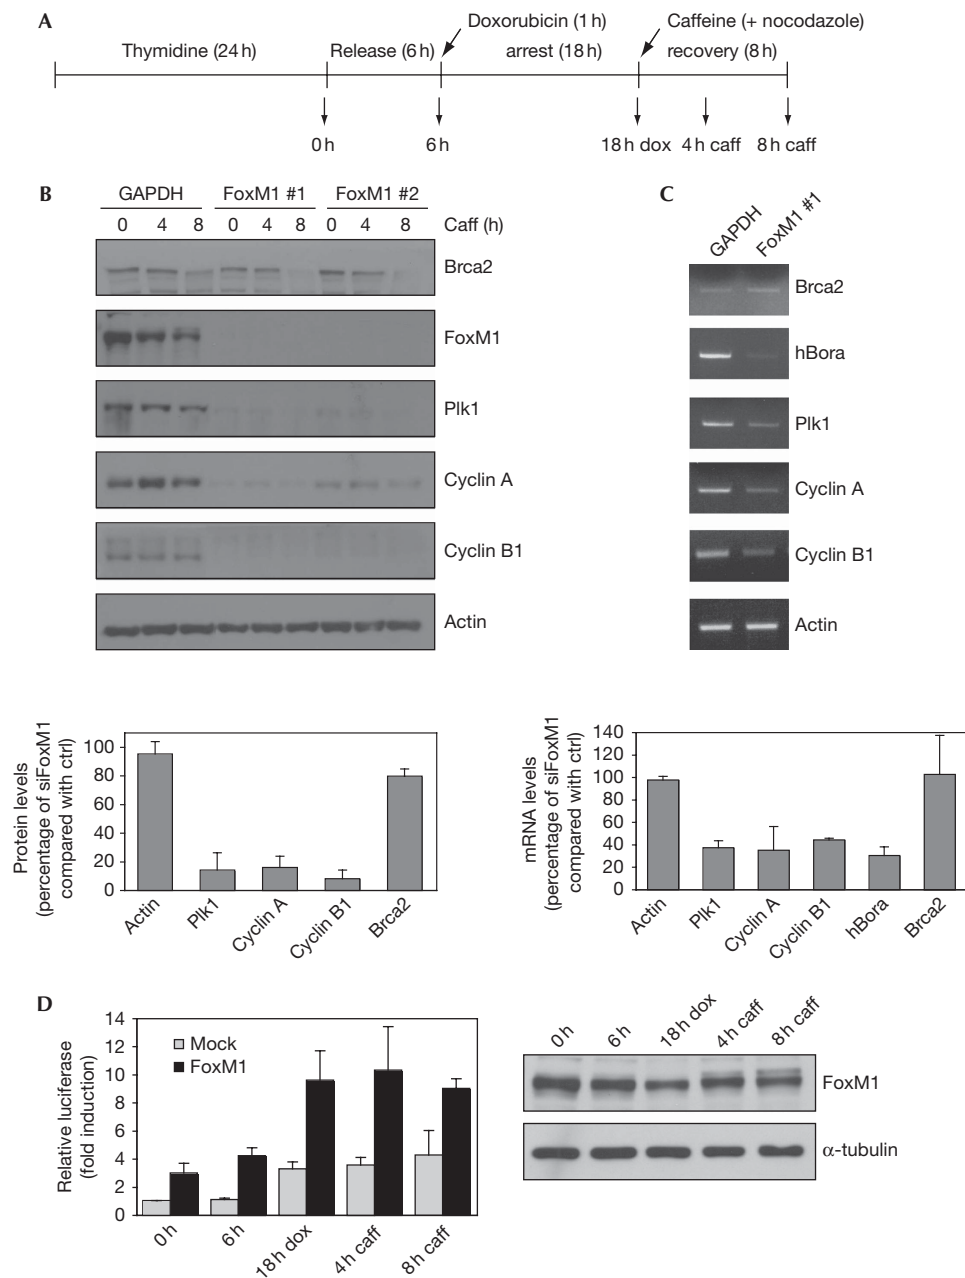 A
Doxorubicin (1 h)
Caffeine (+ nocodazole)
Thymidine (24 h)
Release (6 h)
arrest (18 h)
recovery (8 h)
0 h
6 h
18 h dox
4 h caff
8 h caff
B
GAPDH
FoxM1 #1
FoxM1 #2
0 4 8 0 4 8 0 4 8 Caff (h)
Brca2
FoxM1
Plk1
Cyclin A
Cyclin B1
Actin
C
GAPDH
FoxM1 #1
Brca2
hBora
Plk1
Cyclin A
Cyclin B1
Actin
Protein levels
(percentage of siFoxM1
compared with ctrl)
100
80
60
40
20
0
Actin
Plk1
Cyclin A
Cyclin B1
Brca2
mRNA levels
(percentage of siFoxM1
compared with ctrl)
140
120
100
80
60
40
20
0
Actin
Plk1
Cyclin A
Cyclin B1
hBora
Brca2
D
Relative luciferase
(fold induction)
14
12
10
8
6
4
2
0
Mock
FoxM1
0 h
6 h
18 h dox
4 h caff
8 h caff
0 h
6 h
18 h dox
4 h caff
8 h caff
FoxM1
α-tubulin